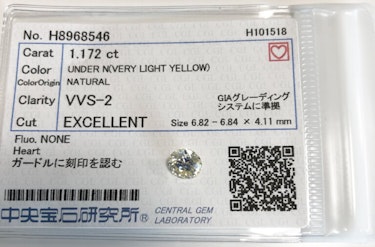 No. H8968546 H101518
Carat 1.172 ct
Color UNDER N(VERY LIGHT YELLOW)
ColorOrigin NATURAL
Clarity VVS-2 GIAグレーディング
システムに準拠
Cut EXCELLENT Size 6.82 - 6.84 × 4.11 mm
Fluo. NONE
Heart
ガードルに刻印を認む
中央宝石研究所® CENTRAL GEM
LABORATORY